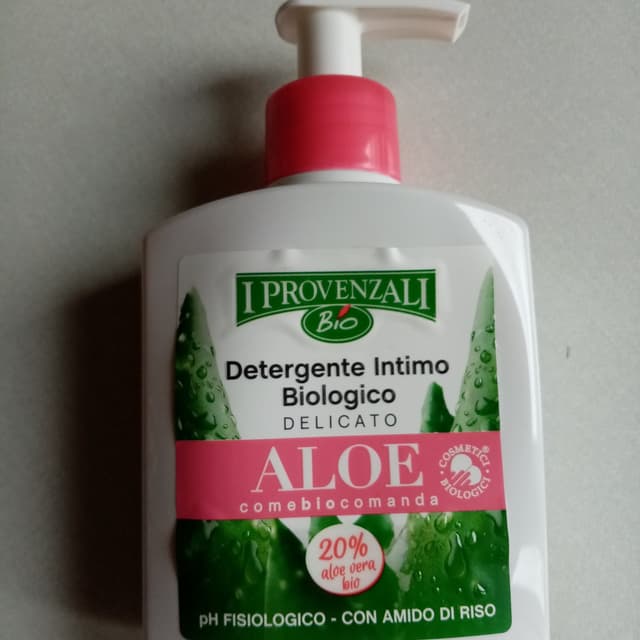 I PROVENZALI
Bio
Detergente Intimo
Biologico
DELICATO
ALOE
comebiocomanda
COSMETICI BIOLOGICI
20%
aloe vera
bio
pH FISIOLOGICO - CON AMIDO DI RISO